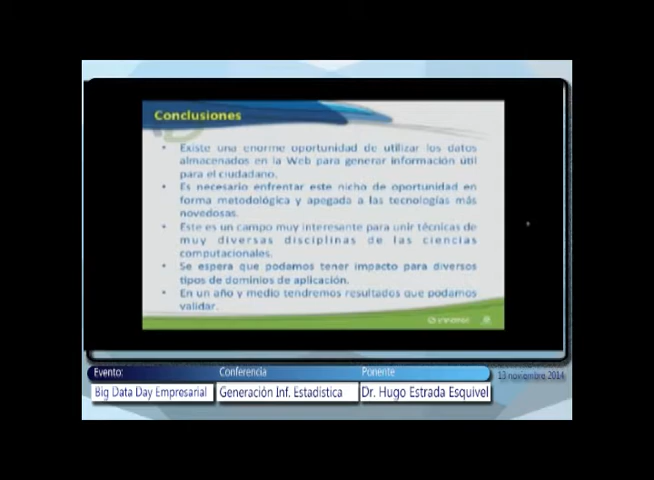 Conclusiones
• Existe una enorme oportunidad de utilizar los datos
almacenados en la Web para generar información útil
para el ciudadano.
• Es necesario enfrentar este nicho de oportunidad en
forma metodológica y apegada a las tecnologías más
novedosas.
• Este es un campo muy interesante para unir técnicas de
muy diversas disciplinas de las ciencias
computacionales.
• Se espera que podamos tener impacto para diversos
tipos de dominios de aplicación.
• En un año y medio tendremos resultados que podamos
validar.
Evento: Conferencia Ponente
13 noviembre 2014
Big Data Day Empresarial Generación Inf. Estadística Dr. Hugo Estrada Esquivel